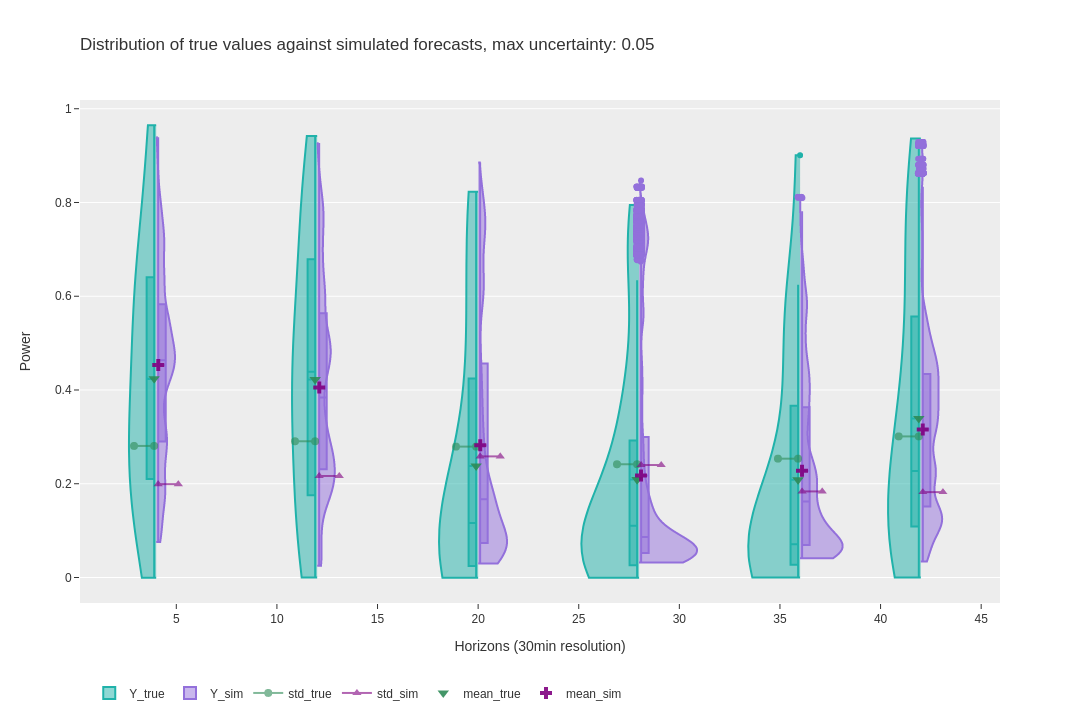 Distribution of true values against simulated forecasts, max uncertainty: 0.05
1
0.8
0.6
0.4
0.2
0
Power
5 10 15 20 25 30 35 40 45
Horizons (30min resolution)
Y_true Y_sim std_true std_sim mean_true mean_sim